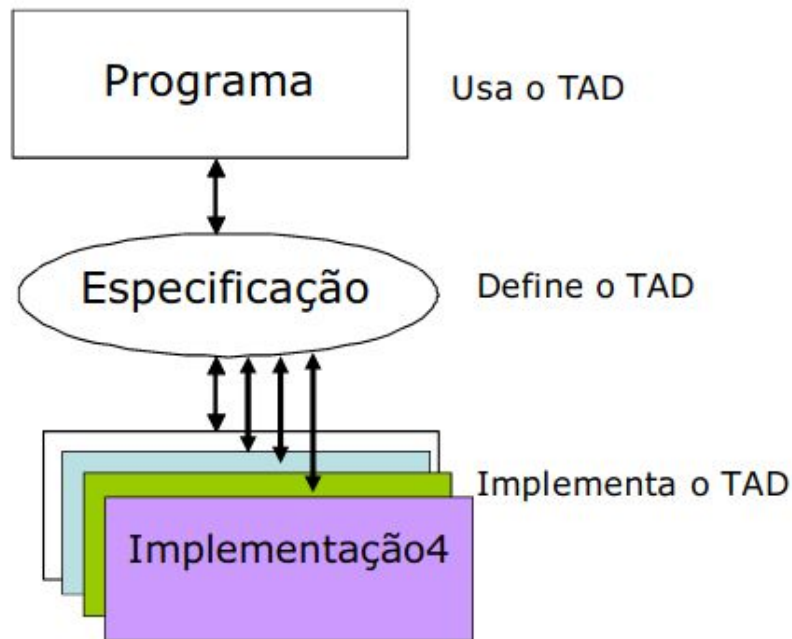 Programa
Usa o TAD
Especificação
Define o TAD
Implementa o TAD
Implementação4